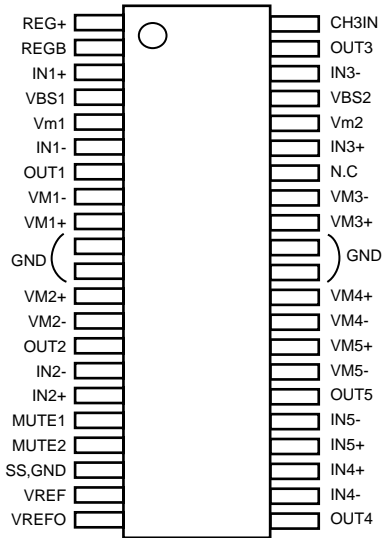 REG+
REGB
IN1+
VBS1
Vm1
IN1-
OUT1
VM1-
VM1+
GND
VM2+
VM2-
OUT2
IN2-
IN2+
MUTE1
MUTE2
SS,GND
VREF
VREFO
CH3IN
OUT3
IN3-
VBS2
Vm2
IN3+
N.C
VM3-
VM3+
GND
VM4+
VM4-
VM5+
VM5-
OUT5
IN5-
IN5+
IN4+
IN4-
OUT4